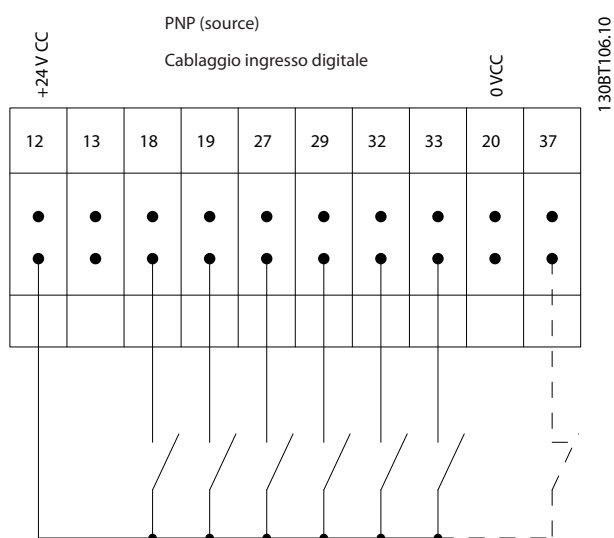 PNP (source)
Cablaggio ingresso digitale
+24 V CC
0 VCC
130BT106.10
12 13 18 19 27 29 32 33 20 37